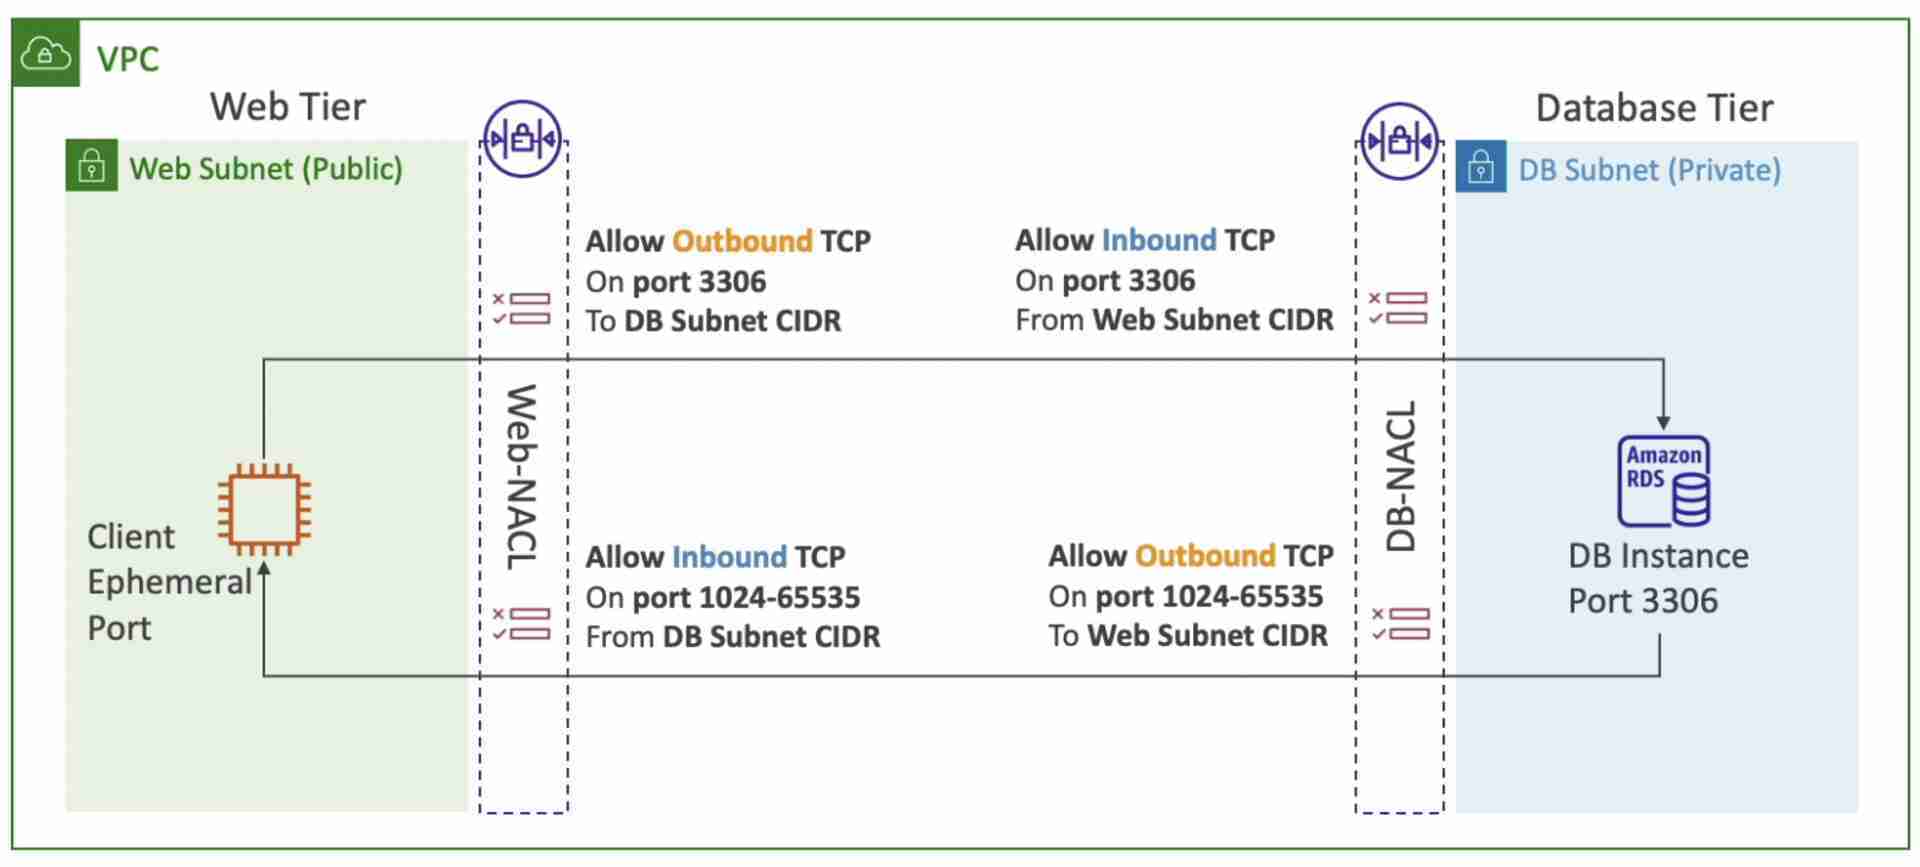 VPC
Web Tier
Database Tier
Web Subnet (Public)
DB Subnet (Private)
Allow Outbound TCP
On port 3306
To DB Subnet CIDR
Allow Inbound TCP
On port 3306
From Web Subnet CIDR
Web-NACL
DB-NACL
Client
Ephemeral
Port
Amazon
RDS
DB Instance
Port 3306
Allow Inbound TCP
On port 1024-65535
From DB Subnet CIDR
Allow Outbound TCP
On port 1024-65535
To Web Subnet CIDR